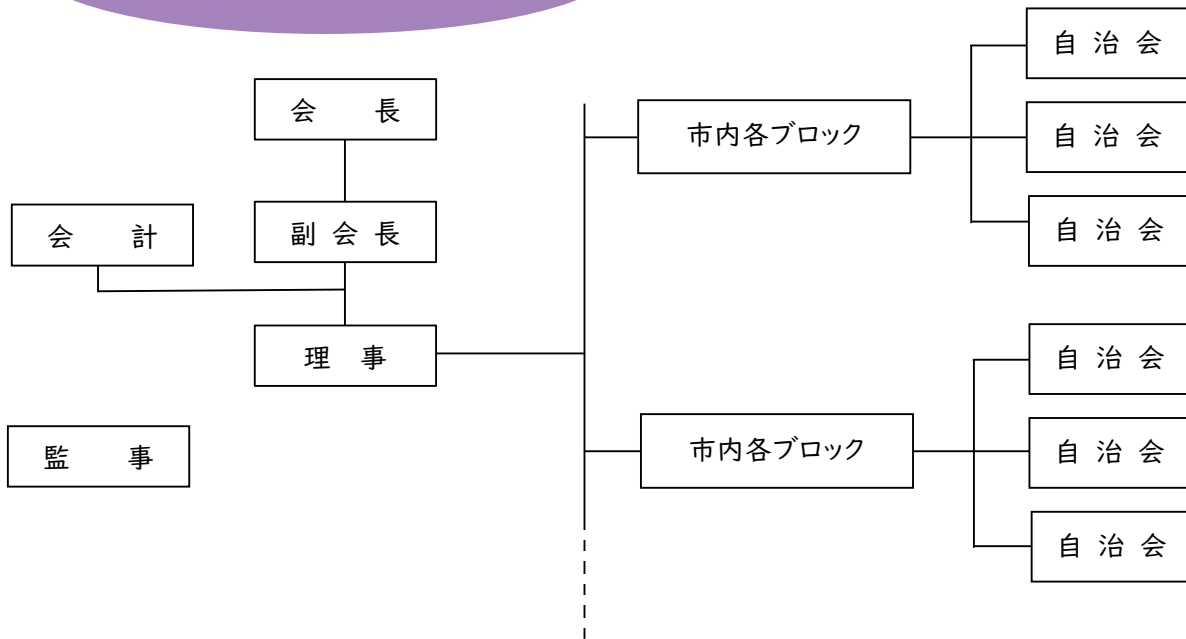 会長
副会長
会計
理事
監事
市内各ブロック
自治会
自治会
自治会
市内各ブロック
自治会
自治会
自治会